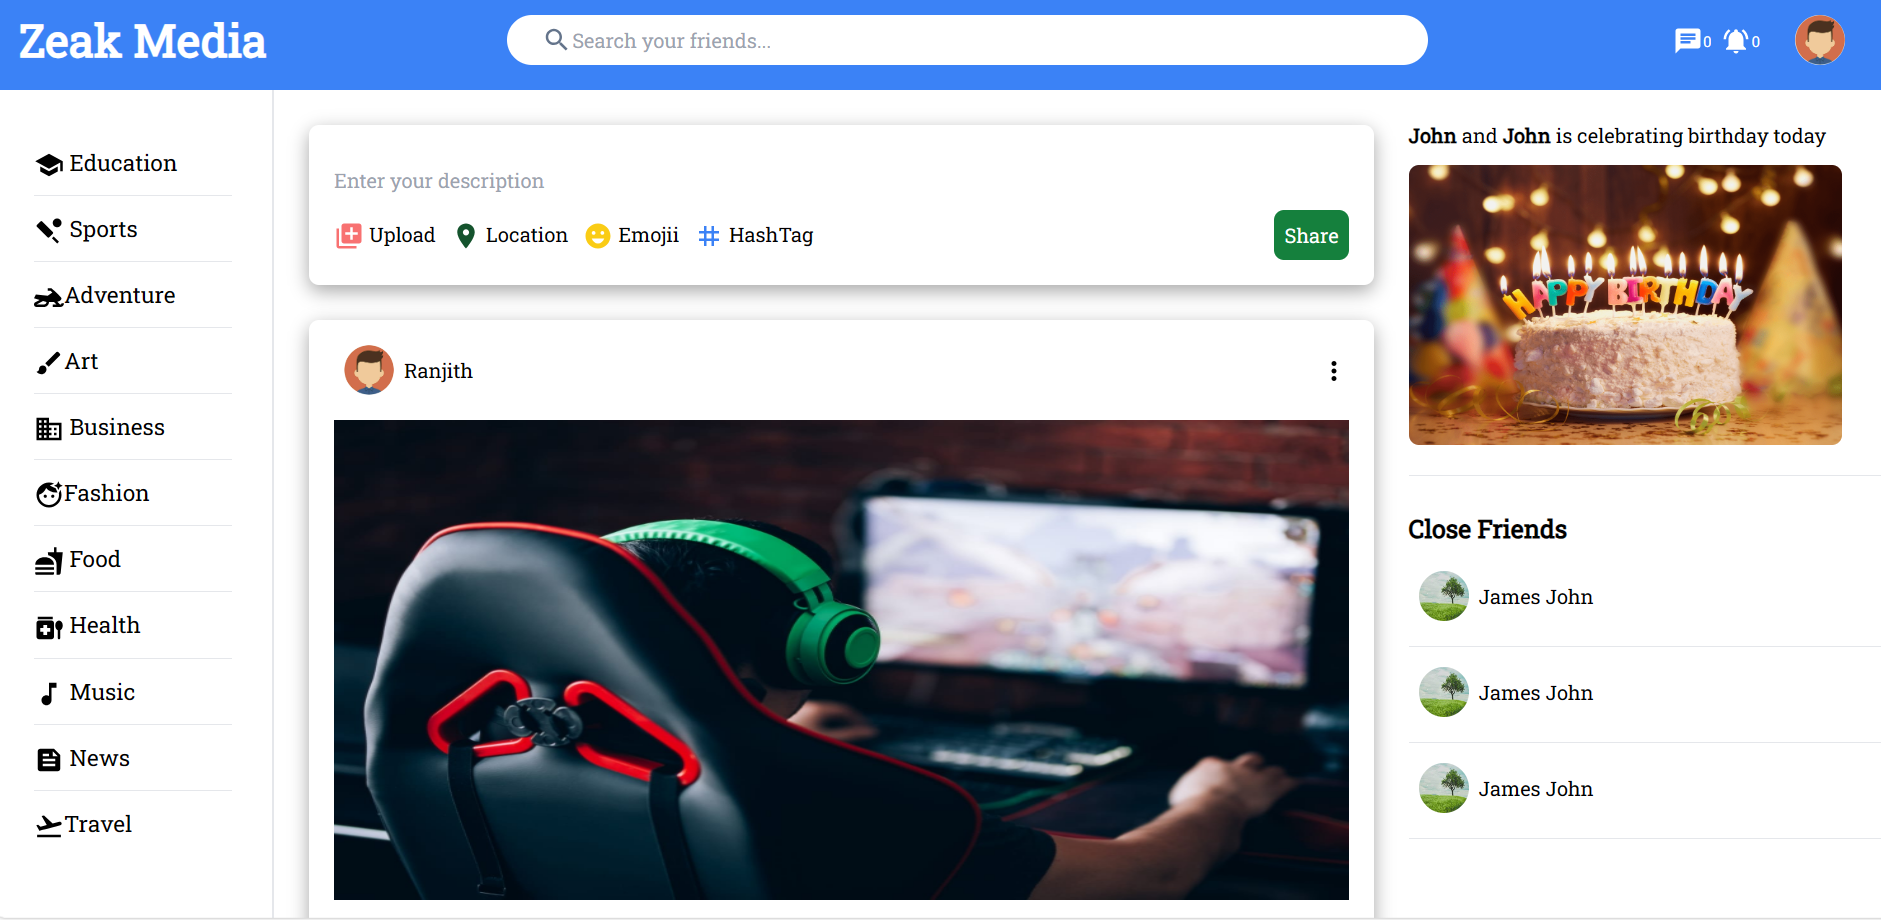 Zeak Media
Search your friends...
0
0
Education
Sports
Adventure
Art
Business
Fashion
Food
Health
Music
News
Travel
Enter your description
Upload
Location
Emojii
HashTag
Share
Ranjith
John and John is celebrating birthday today
HAPPY BIRTHDAY
Close Friends
James John
James John
James John